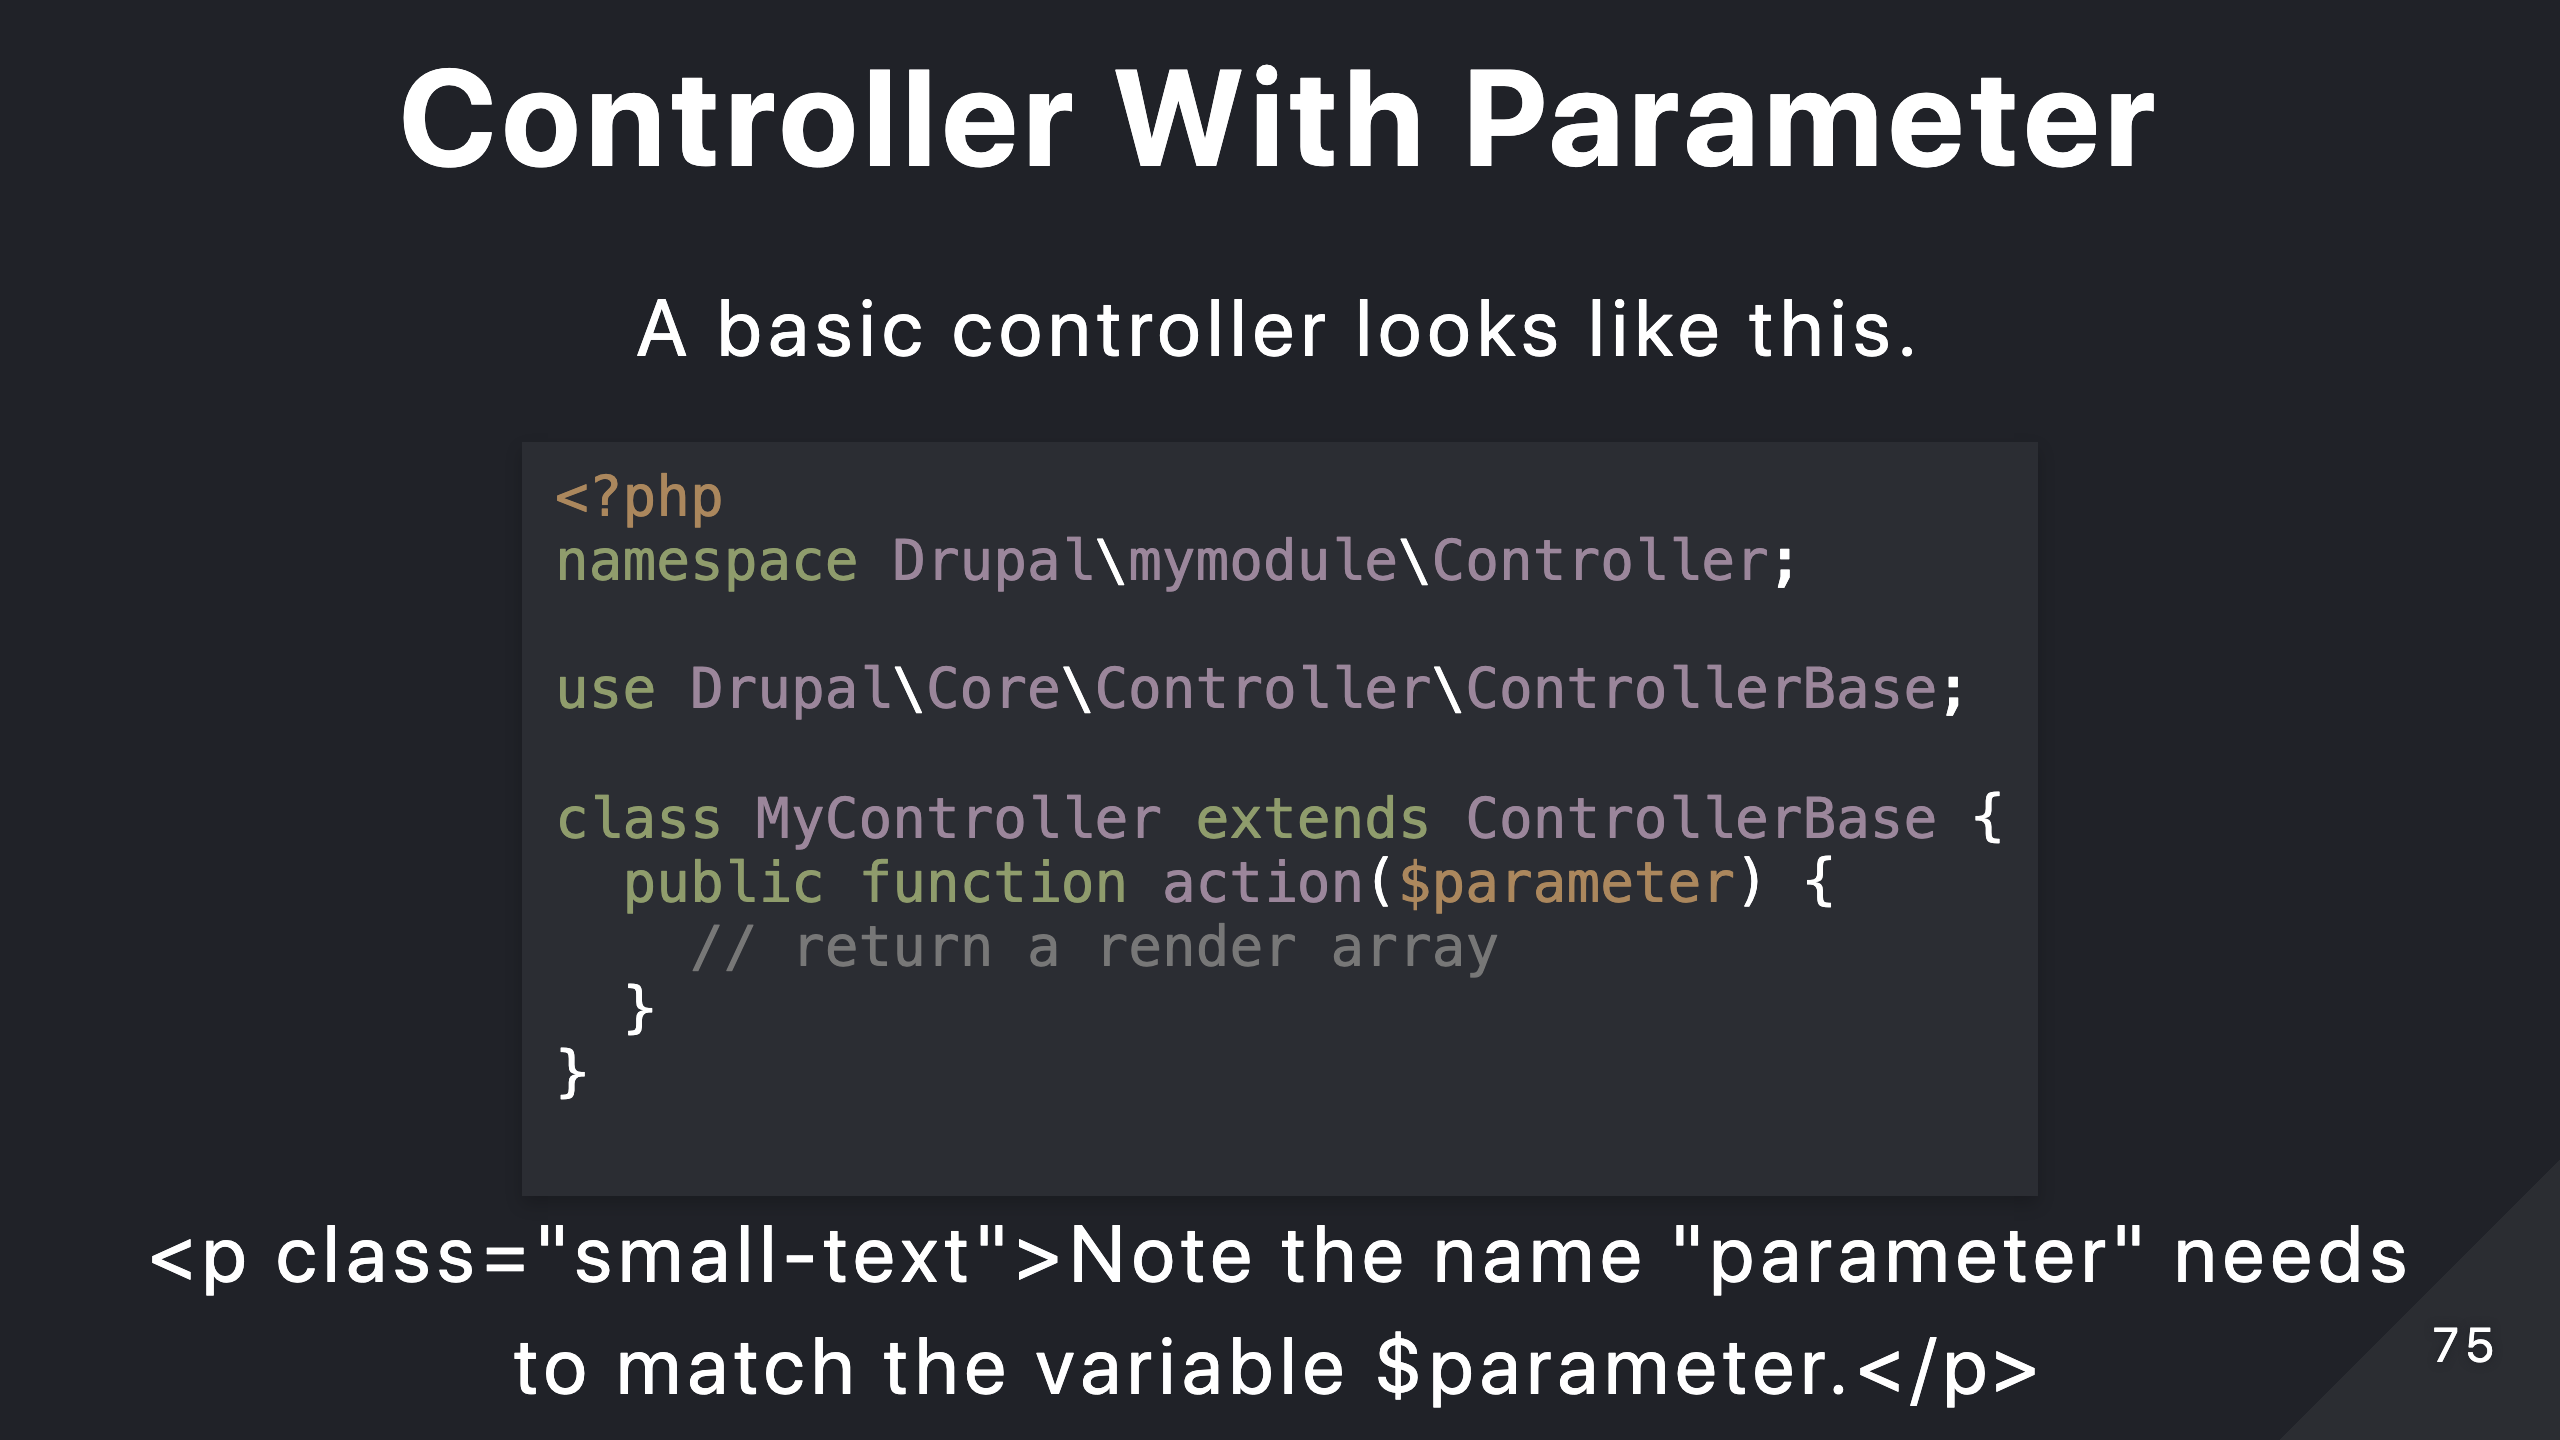 Controller With Parameter
A basic controller looks like this.
<?php
namespace Drupal\mymodule\Controller;

use Drupal\Core\Controller\ControllerBase;

class MyController extends ControllerBase {
  public function action($parameter) {
    // return a render array
  }
}
<p class="small-text">Note the name "parameter" needs
to match the variable $parameter.</p>
75